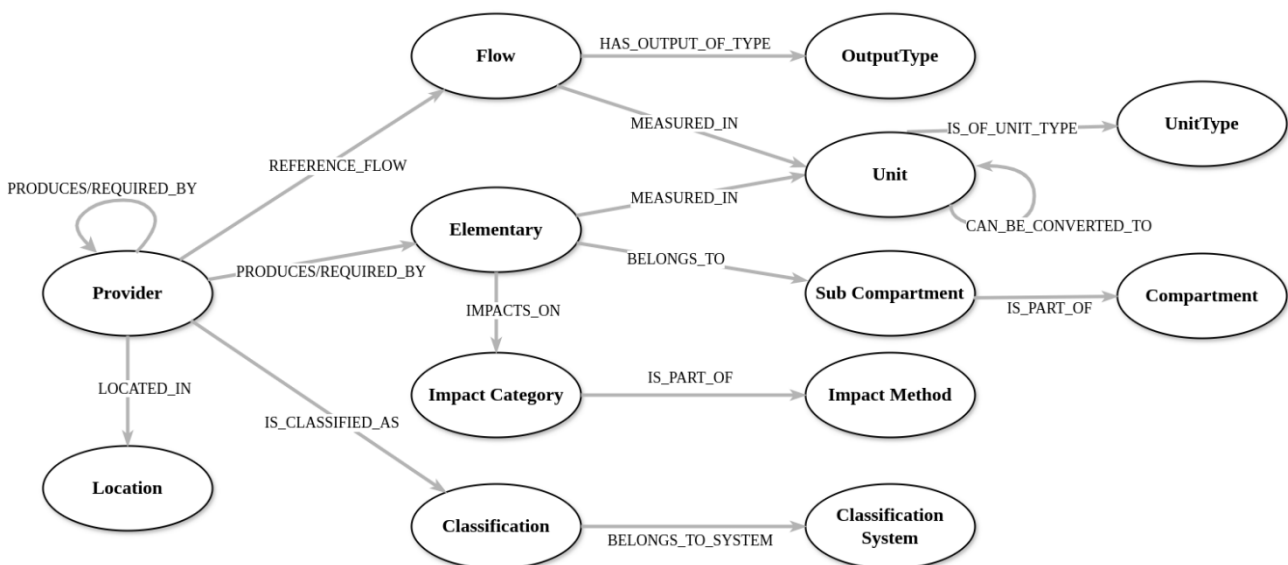 HAS_OUTPUT_OF_TYPE
Flow
OutputType
MEASURED_IN
IS_OF_UNIT_TYPE
UnitType
REFERENCE_FLOW
Unit
PRODUCES/REQUIRED_BY
MEASURED_IN
CAN_BE_CONVERTED_TO
Elementary
BELONGS_TO
PRODUCES/REQUIRED_BY
Provider
Sub Compartment
Compartment
IMPACTS_ON
IS_PART_OF
LOCATED_IN
IS_PART_OF
Impact Category
Impact Method
IS_CLASSIFIED_AS
Location
Classification
BELONGS_TO_SYSTEM
Classification
System